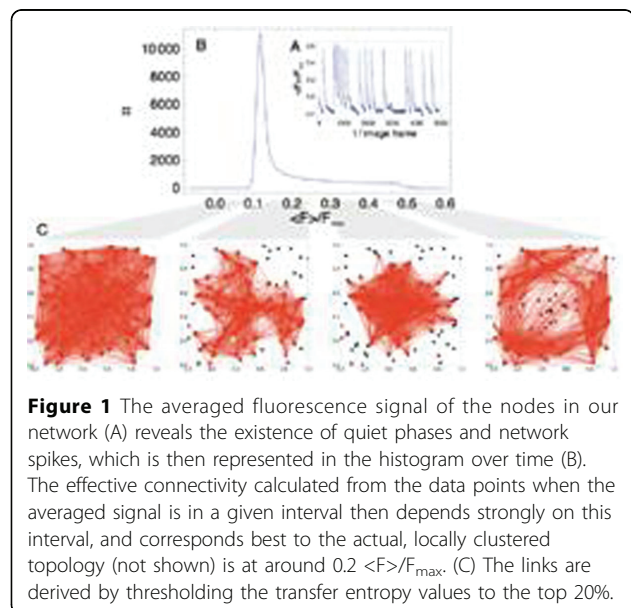 B
A
10 000
8000
6000
4000
2000
0
#
0.0 0.1 0.2 0.3 0.4 0.5 0.6
<F>/F
t / image frame
C
Figure 1 The averaged fluorescence signal of the nodes in our
network (A) reveals the existence of quiet phases and network
spikes, which is then represented in the histogram over time (B).
The effective connectivity calculated from the data points when the
averaged signal is in a given interval then depends strongly on this
interval, and corresponds best to the actual, locally clustered
topology (not shown) is at around 0.2 <F>/Fmax. (C) The links are
derived by thresholding the transfer entropy values to the top 20%.